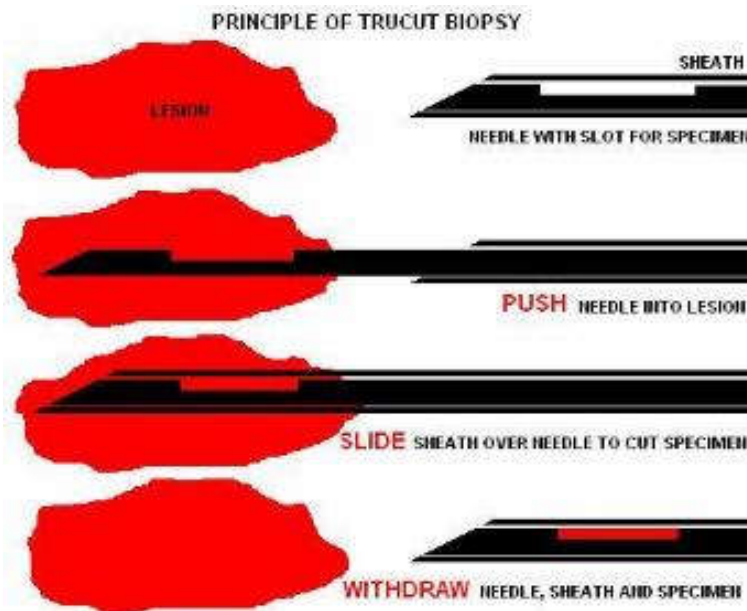 PRINCIPLE OF TRUCUT BIOPSY
LESION
SHEATH
NEEDLE WITH SLOT FOR SPECIMEN
PUSH NEEDLE INTO LESION
SLIDE SHEATH OVER NEEDLE TO CUT SPECIMEN
WITHDRAW NEEDLE, SHEATH AND SPECIMEN